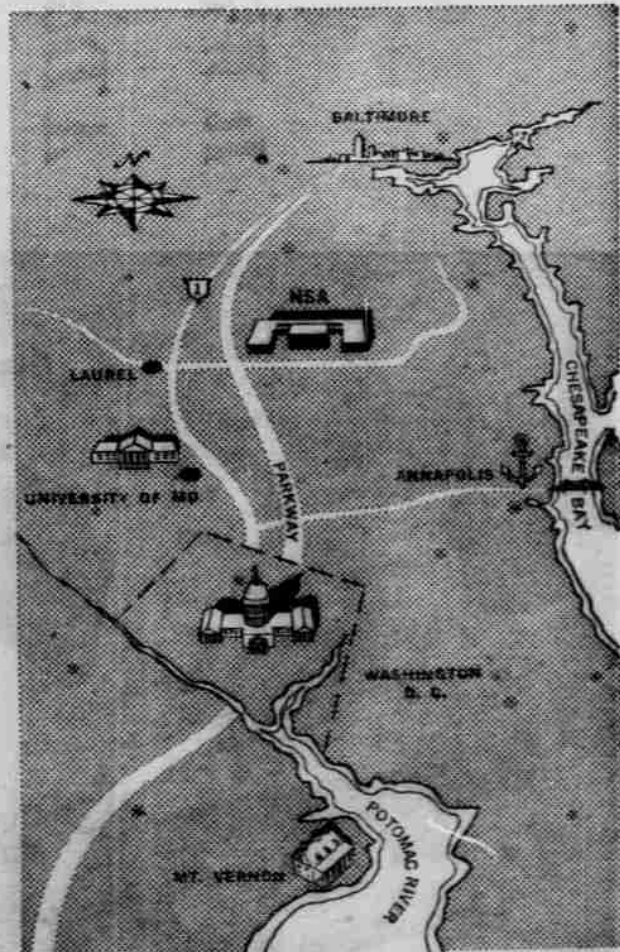 BALTIMORE
N
1
NSA
LAUREL
CHESAPEAKE BAY
UNIVERSITY OF MD
PARKWAY
ANNAPOLIS
WASHINGTON
D. C.
POTOMAC RIVER
MT. VERNON